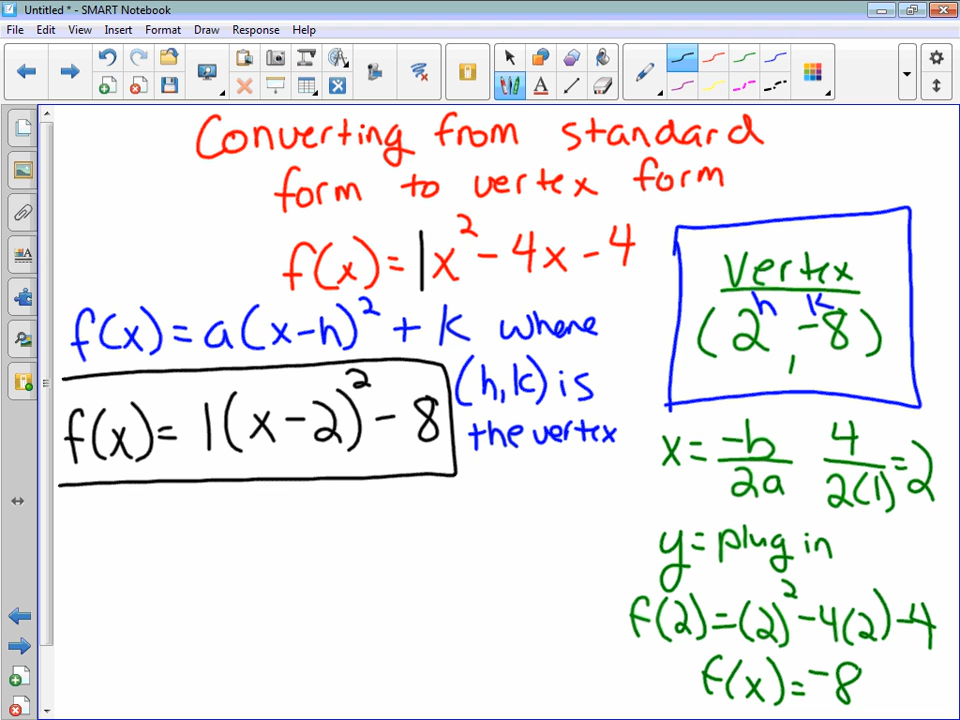 Untitled * - SMART Notebook
File Edit View Insert Format Draw Response Help
Converting from standard
form to vertex form
f(x) = 1x² - 4x - 4
f(x) = a(x-h)² + k where
(h,k) is
the vertex
f(x) = 1(x-2)² - 8
vertex
h k
(2, -8)
x = -b/2a 4/2(1) = 2
y = plug in
f(2) = (2)² - 4(2) - 4
f(x) = -8